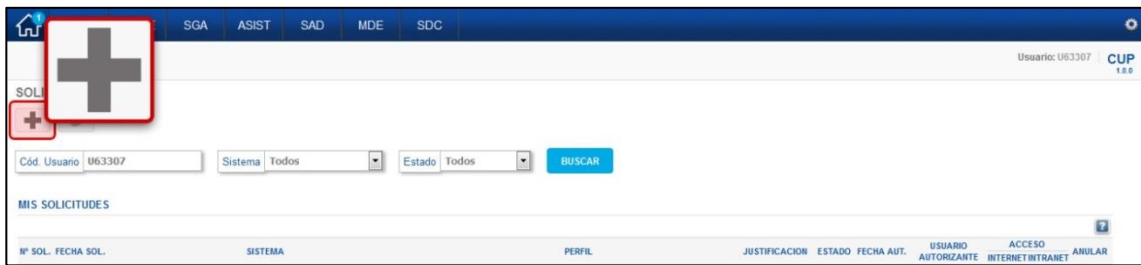 1
SGA ASIST SAD MDE SDC
Usuario: U63307 CUP
1.0.0
SOLI
Cód. Usuario U63307 Sistema Todos Estado Todos BUSCAR
MIS SOLICITUDES
?
Nº SOL. FECHA SOL. SISTEMA PERFIL JUSTIFICACION ESTADO FECHA AUT. USUARIO AUTORIZANTE ACCESO INTERNET INTRANET ANULAR